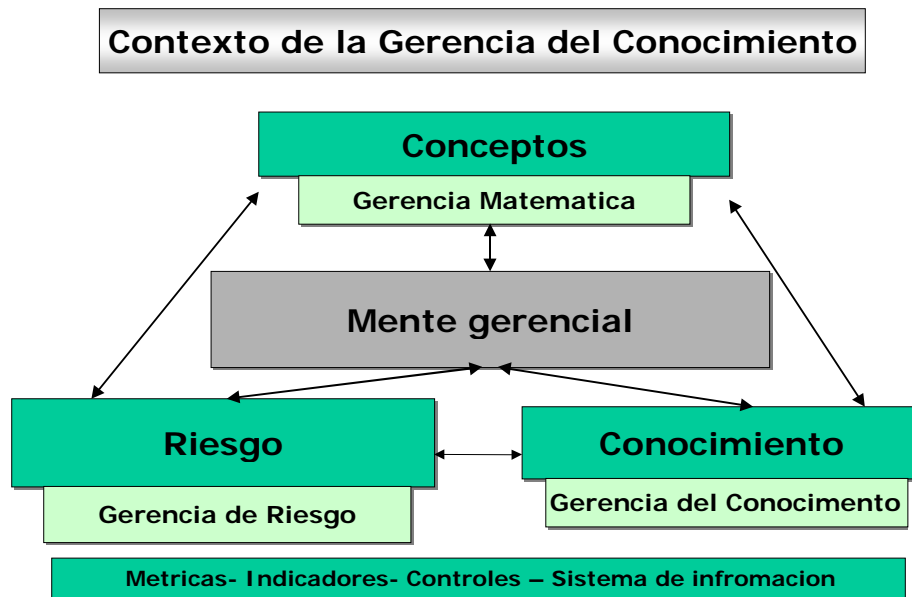 Contexto de la Gerencia del Conocimiento
Conceptos
Gerencia Matematica
Mente gerencial
Riesgo
Conocimiento
Gerencia de Riesgo
Gerencia del Conocimento
Metricas- Indicadores- Controles – Sistema de infromacion